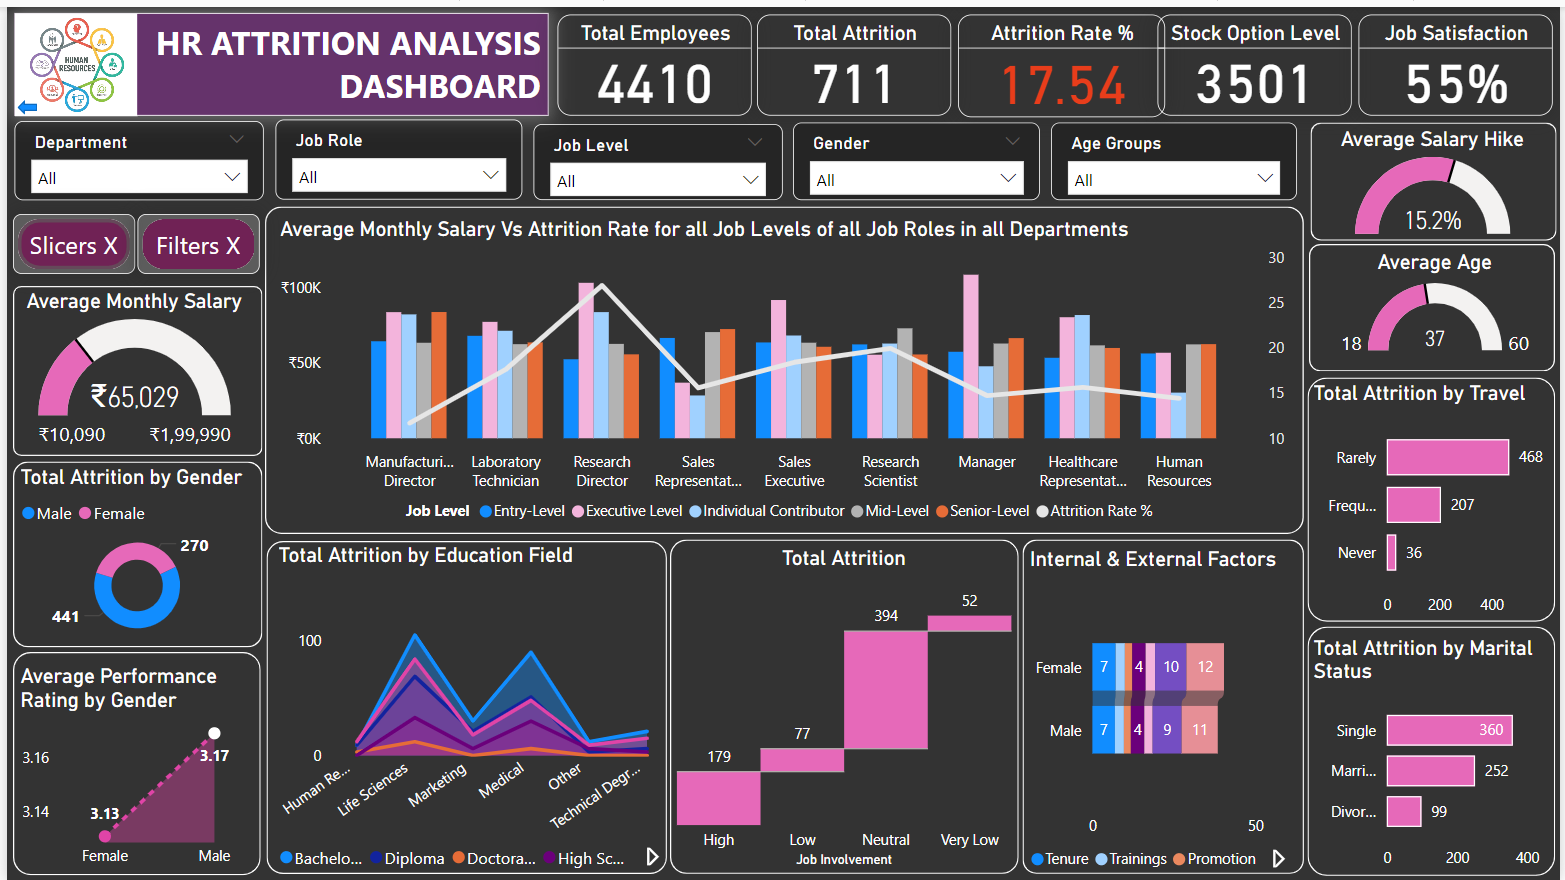 HUMAN
RESOURCES
HR ATTRITION ANALYSIS
DASHBOARD
Total Employees
4410
Total Attrition
711
Attrition Rate %
17.54
Stock Option Level
3501
Job Satisfaction
55%
Department
All
Job Role
All
Job Level
All
Gender
All
Age Groups
All
Slicers X
Filters X
Average Monthly Salary
₹65,029
₹10,090
₹1,99,990
Total Attrition by Gender
Male
Female
270
441
Average Performance
Rating by Gender
3.16
3.14
3.13
3.17
Female
Male
Average Monthly Salary Vs Attrition Rate for all Job Levels of all Job Roles in all Departments
₹100K
₹50K
₹0K
30
25
20
15
10
Manufacturi...
Director
Laboratory
Technician
Research
Director
Sales
Representat...
Sales
Executive
Research
Scientist
Manager
Healthcare
Representat...
Human
Resources
Job Level
Entry-Level
Executive Level
Individual Contributor
Mid-Level
Senior-Level
Attrition Rate %
Total Attrition by Education Field
100
0
Human Re...
Life Sciences
Marketing
Medical
Other
Technical Degr...
Bachelo...
Diploma
Doctora...
High Sc...
Total Attrition
179
77
394
52
High
Low
Neutral
Very Low
Job Involvement
Internal & External Factors
Female
7
4
10
12
Male
7
4
9
11
0
50
Tenure
Trainings
Promotion
Average Salary Hike
15.2%
Average Age
18
37
60
Total Attrition by Travel
Rarely
468
Frequ...
207
Never
36
0
200
400
Total Attrition by Marital
Status
Single
360
Marri...
252
Divor...
99
0
200
400